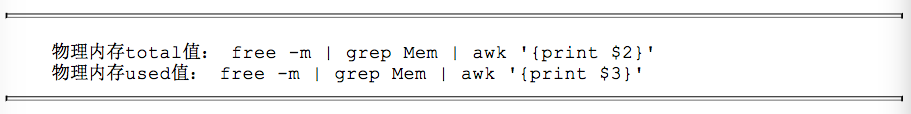 物理内存total值: free -m | grep Mem | awk '{print $2}'
物理内存used值: free -m | grep Mem | awk '{print $3}'